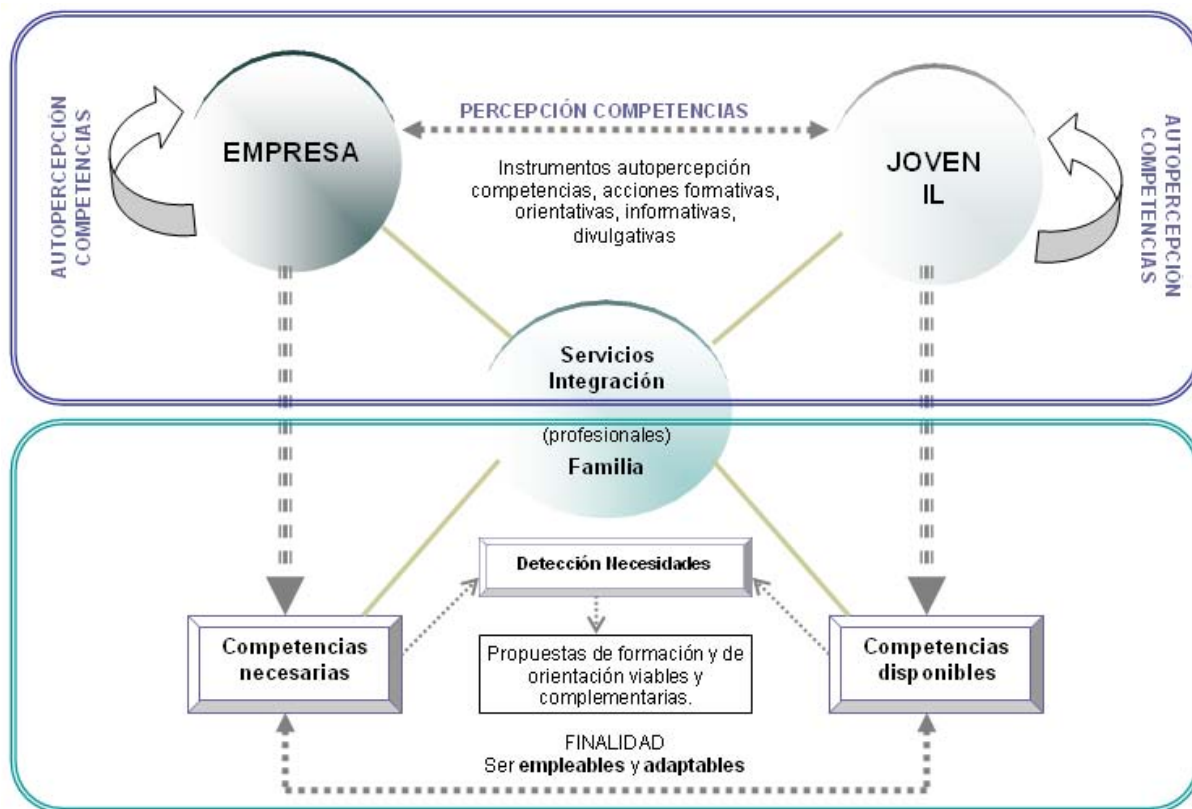 AUTOPERCEPCIÓN
COMPETENCIAS
EMPRESA
PERCEPCIÓN COMPETENCIAS
Instrumentos autopercepción
competencias, acciones formativas,
orientativas, informativas,
divulgativas
JOVEN
IL
AUTOPERCEPCIÓN
COMPETENCIAS
Servicios
Integración
(profesionales)
Familia
Detección Necesidades
Competencias
necesarias
Propuestas de formación y de
orientación viables y
complementarias.
Competencias
disponibles
FINALIDAD
Ser empleables y adaptables